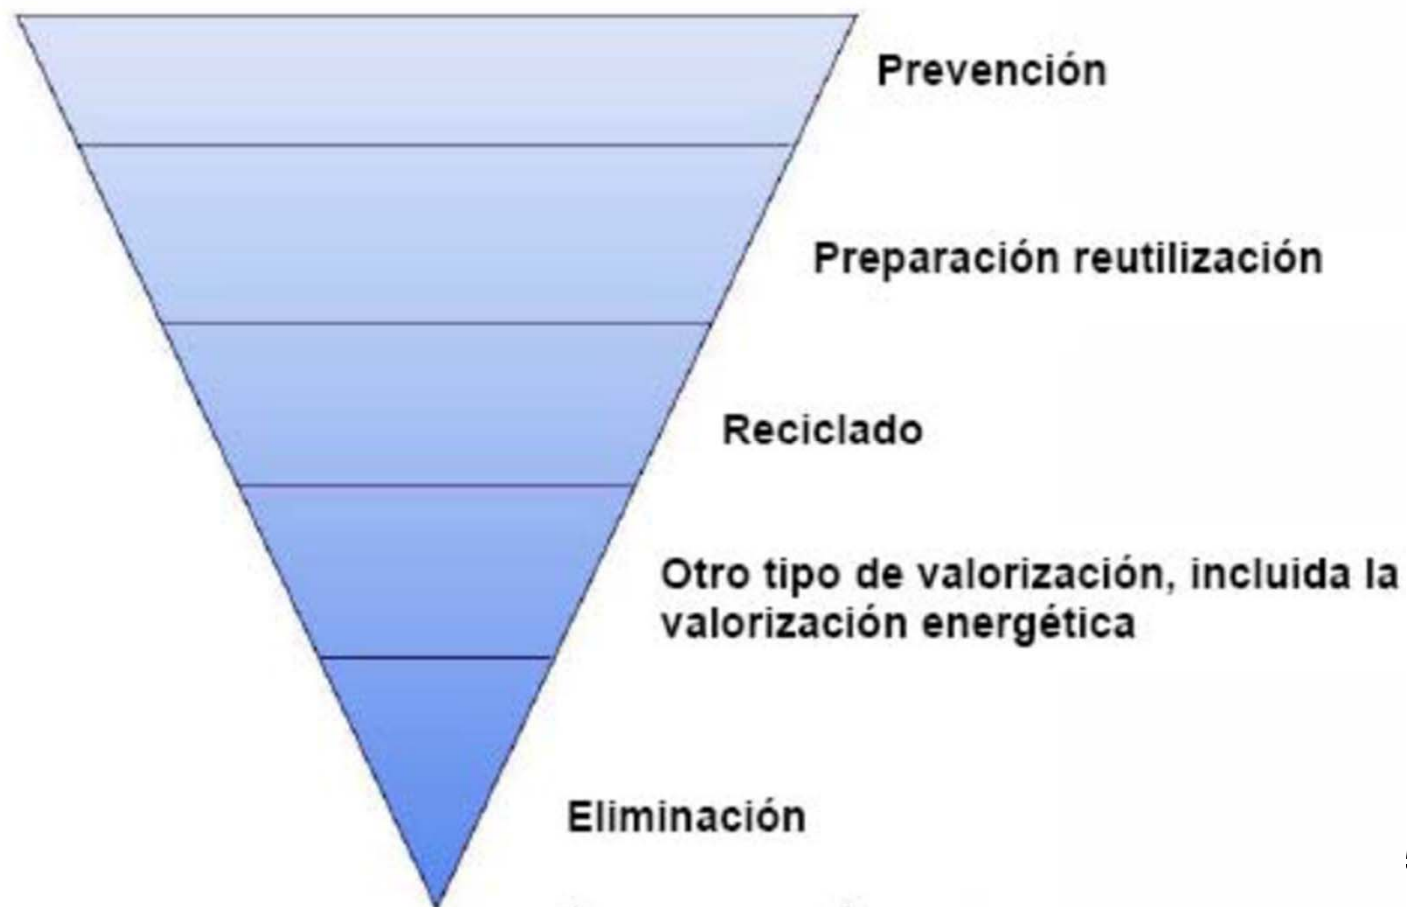 Prevención
Preparación reutilización
Reciclado
Otro tipo de valorización, incluida la
valorización energética
Eliminación